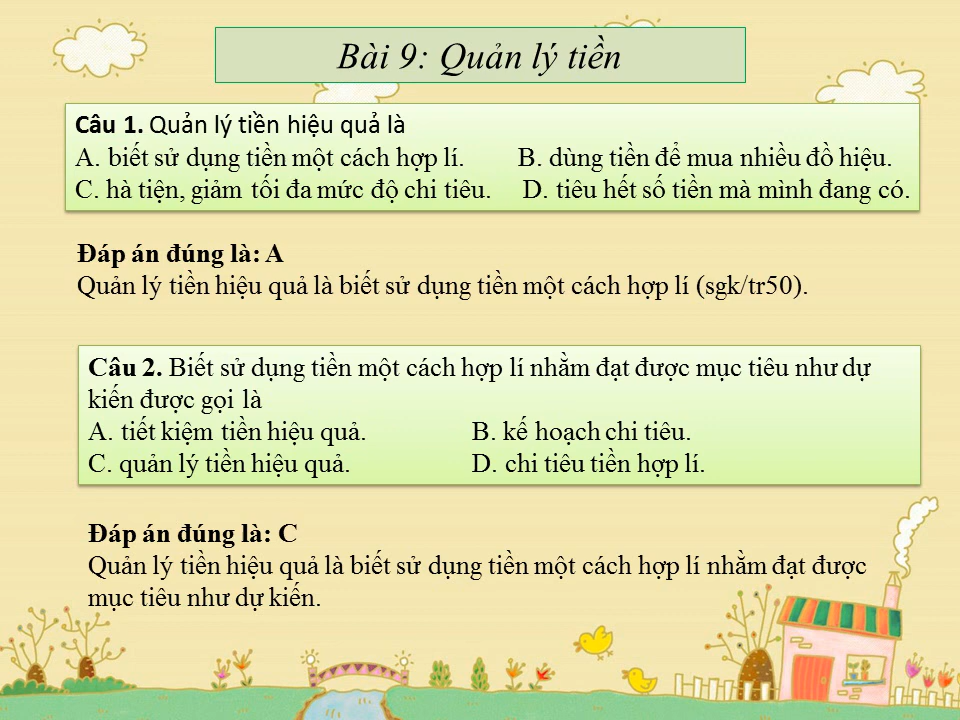 Bài 9: Quản lý tiền
Câu 1. Quản lý tiền hiệu quả là
A. biết sử dụng tiền một cách hợp lí. B. dùng tiền để mua nhiều đồ hiệu.
C. hà tiện, giảm tối đa mức độ chi tiêu. D. tiêu hết số tiền mà mình đang có.
Đáp án đúng là: A
Quản lý tiền hiệu quả là biết sử dụng tiền một cách hợp lí (sgk/tr50).
Câu 2. Biết sử dụng tiền một cách hợp lí nhằm đạt được mục tiêu như dự
kiến được gọi là
A. tiết kiệm tiền hiệu quả. B. kế hoạch chi tiêu.
C. quản lý tiền hiệu quả. D. chi tiêu tiền hợp lí.
Đáp án đúng là: C
Quản lý tiền hiệu quả là biết sử dụng tiền một cách hợp lí nhằm đạt được
mục tiêu như dự kiến.